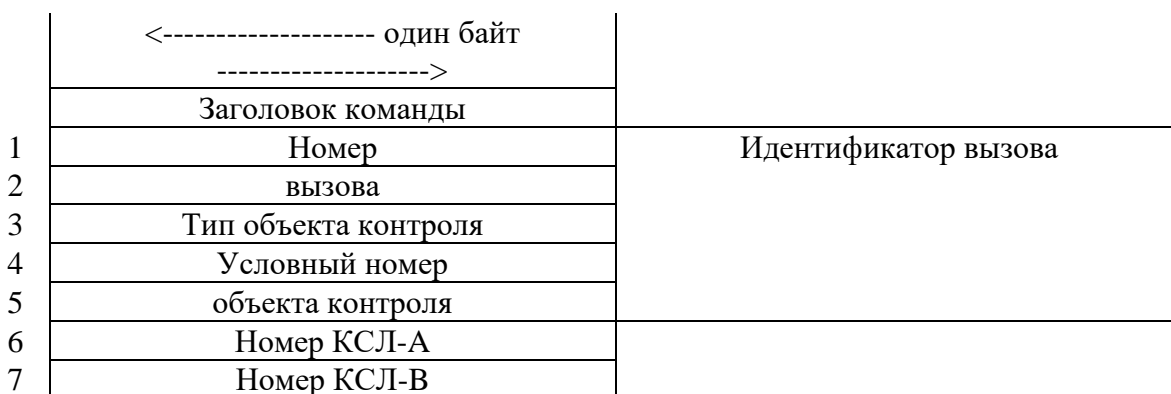 <-------------------- один байт
-------------------->
Заголовок команды
1 Номер Идентификатор вызова
2 вызова
3 Тип объекта контроля
4 Условный номер
5 объекта контроля
6 Номер КСЛ-А
7 Номер КСЛ-В